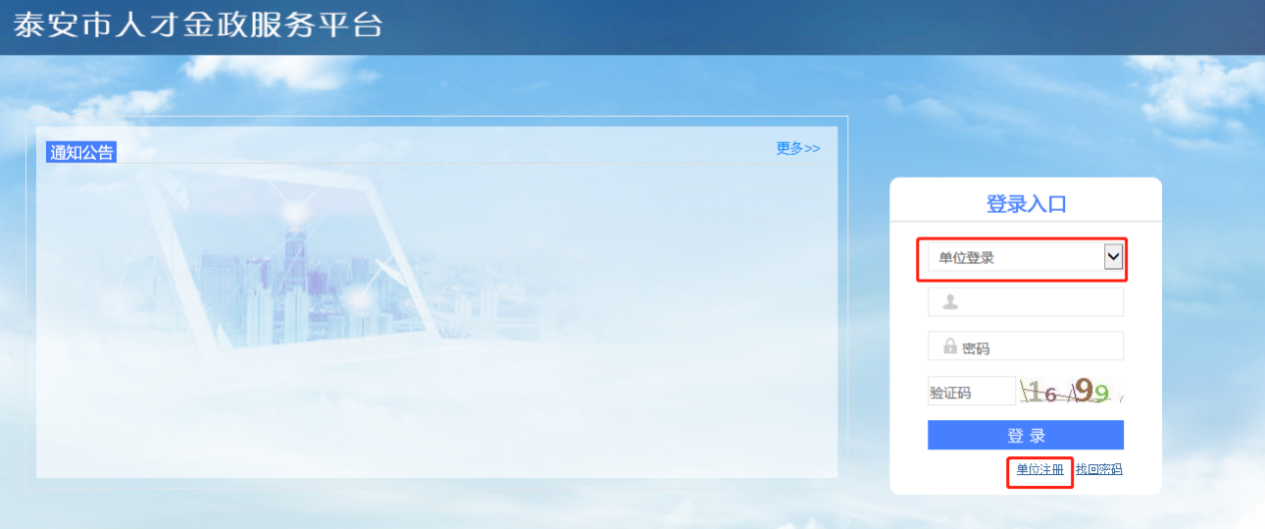 泰安市人才金政服务平台
通知公告
更多>>
登录入口
单位登录
密码
验证码
1699
登 录
单位注册 找回密码